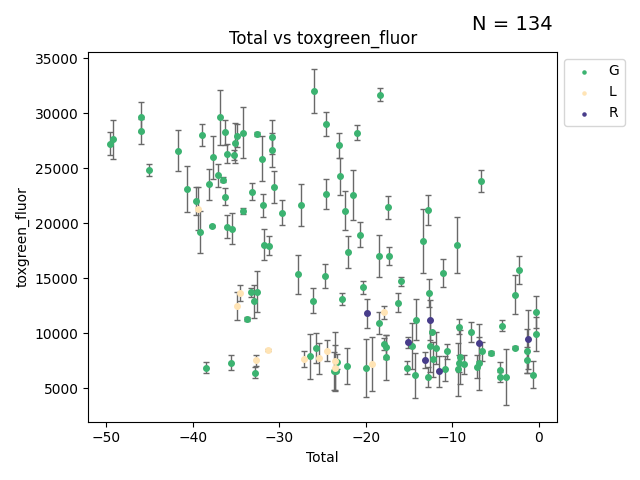 N = 134
Total vs toxgreen_fluor
35000
30000
25000
20000
15000
10000
5000
toxgreen_fluor
−50 −40 −30 −20 −10 0
Total
G
L
R